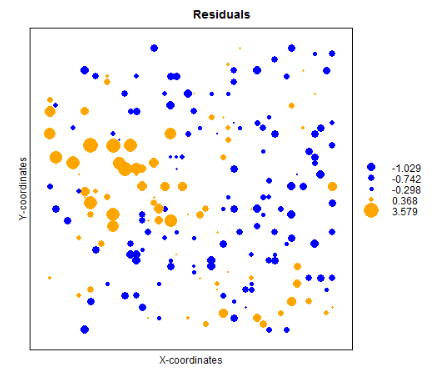 Residuals
Y-coordinates
-1.029
-0.742
-0.298
0.368
3.579
X-coordinates